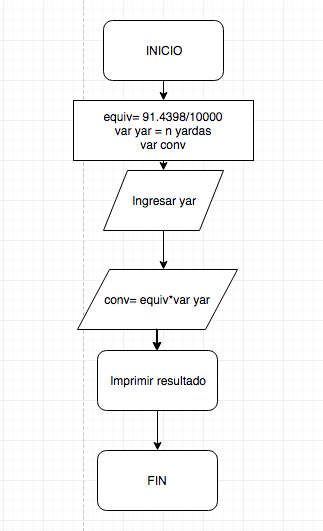 INICIO
equiv= 91.4398/10000
var yar = n yardas
var conv
Ingresar yar
conv= equiv*var yar
Imprimir resultado
FIN